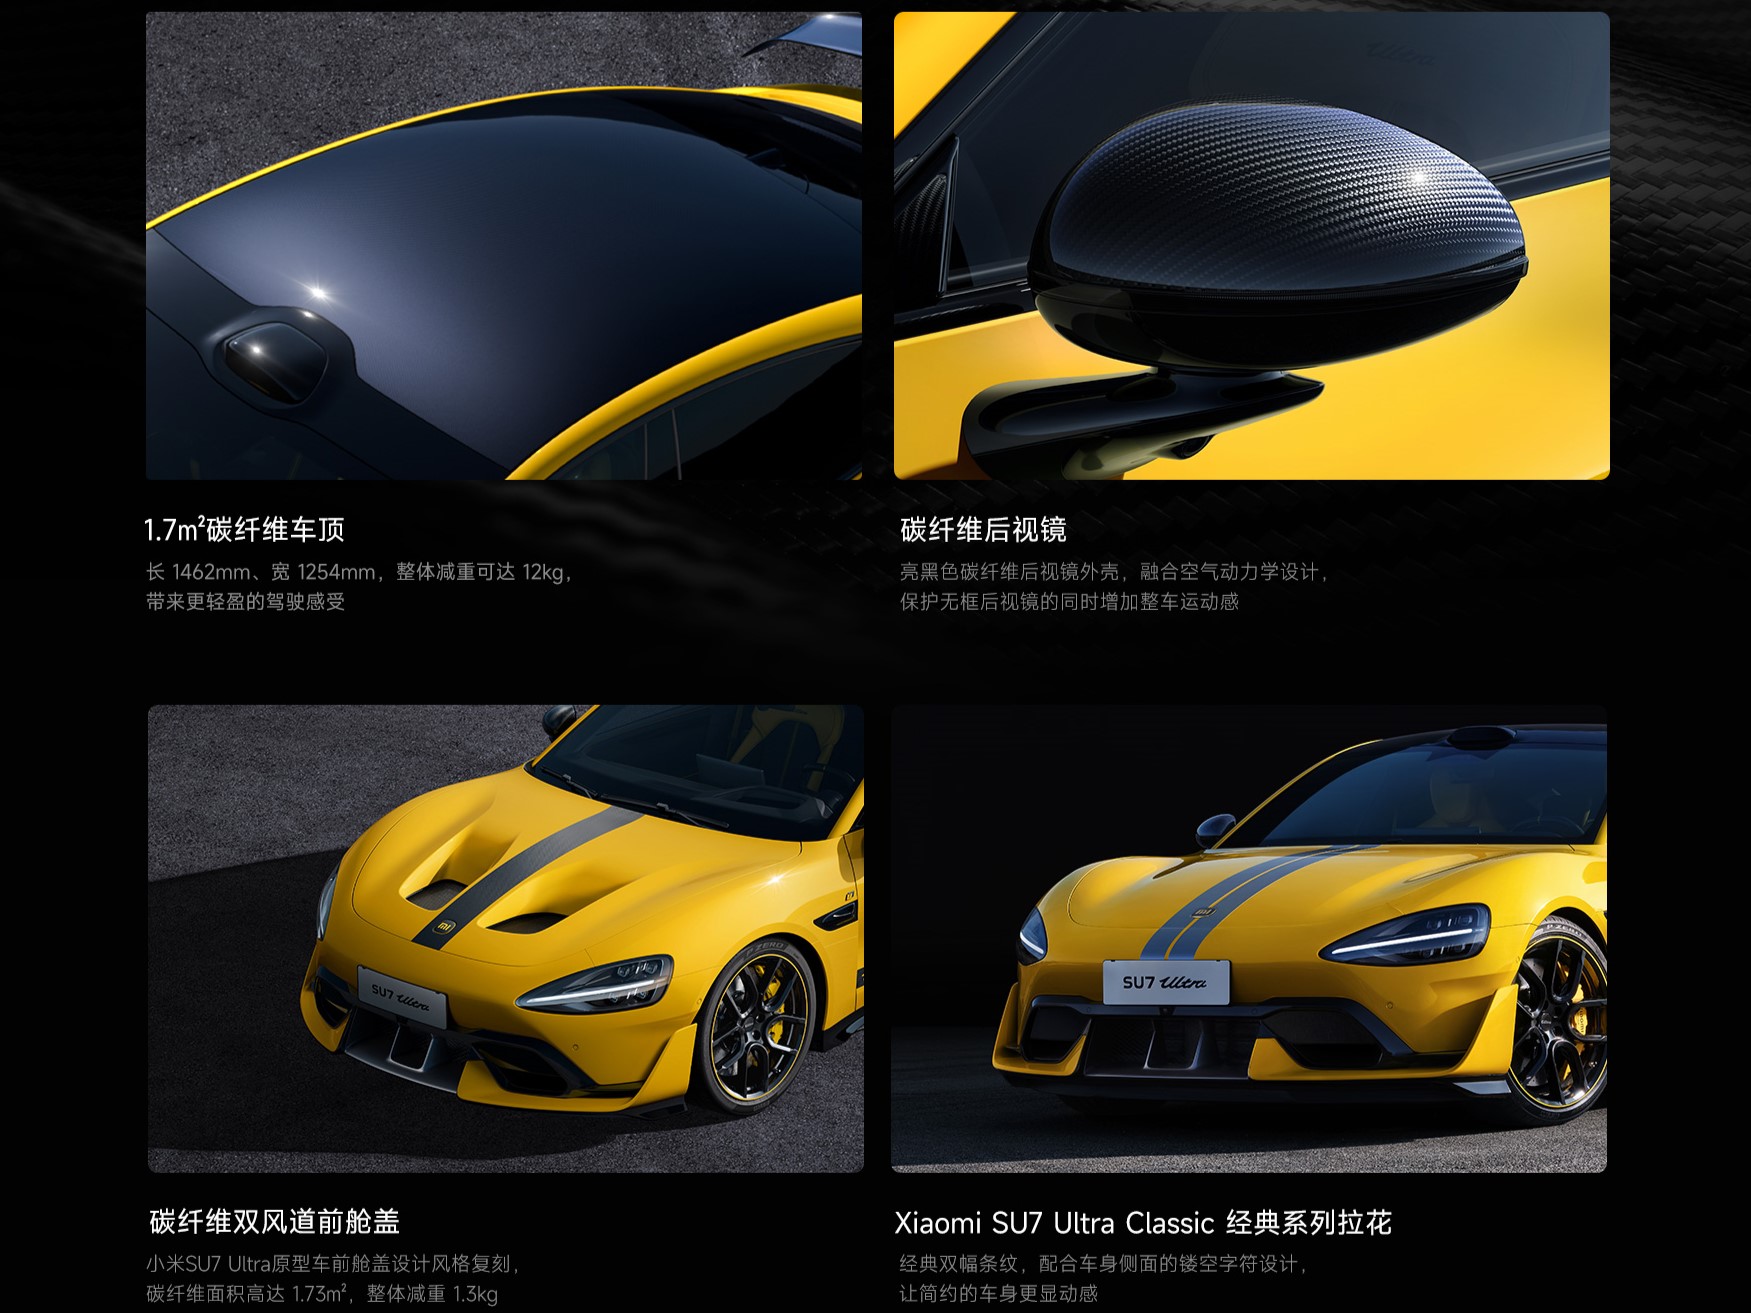 1.7m²碳纤维车顶
长 1462mm、宽 1254mm，整体减重可达 12kg，
带来更轻盈的驾驶感受
碳纤维后视镜
亮黑色碳纤维后视镜外壳，融合空气动力学设计，
保护无框后视镜的同时增加整车运动感
SU7 Ultra
P ZERO
碳纤维双风道前舱盖
小米SU7 Ultra原型车前舱盖设计风格复刻，
碳纤维面积高达 1.73m²，整体减重 1.3kg
SU7 Ultra
Xiaomi SU7 Ultra Classic 经典系列拉花
经典双幅条纹，配合车身侧面的镂空字符设计，
让简约的车身更显动感